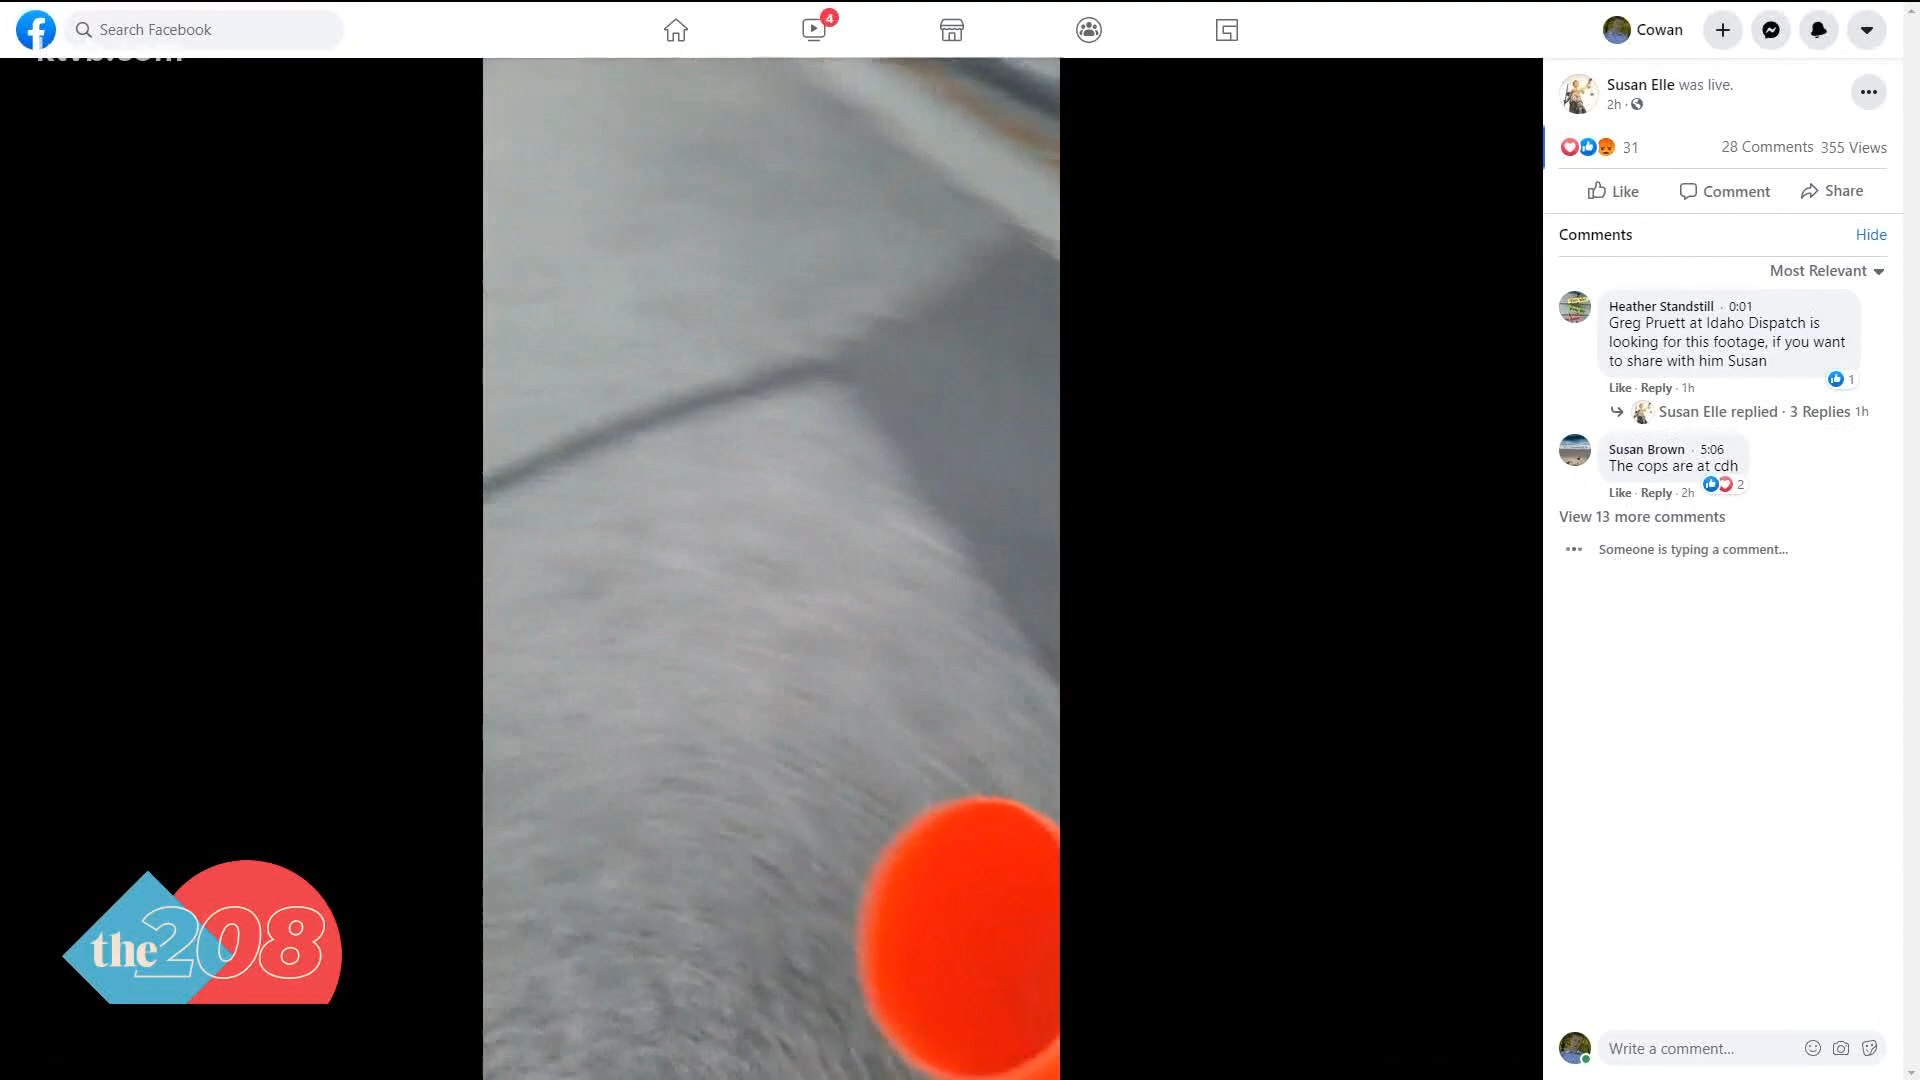 Search Facebook
4
Cowan
ktvb.com
Susan Elle was live.
2h
31
28 Comments 355 Views
Like
Comment
Share
Comments
Hide
Most Relevant
Heather Standstill · 0:01
Greg Pruett at Idaho Dispatch is
looking for this footage, if you want
to share with him Susan
1
Like · Reply · 1h
Susan Elle replied · 3 Replies 1h
Susan Brown · 5:06
The cops are at cdh
2
Like · Reply · 2h
View 13 more comments
Someone is typing a comment...
the 208
Write a comment...